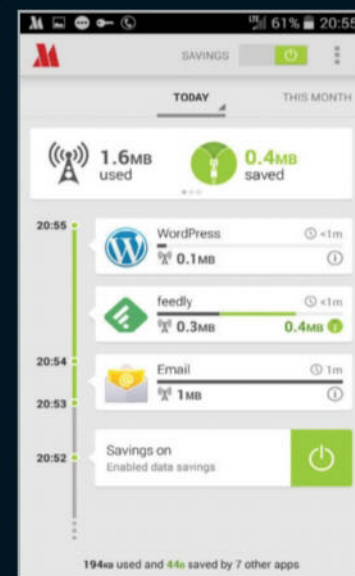 LTE 61% 20:55
SAVINGS
TODAY THIS MONTH
1.6MB used
0.4MB saved
20:55
WordPress <1m
0.1MB
feedly <1m
0.3MB 0.4MB
20:54
Email 1m
20:53
1MB
20:52
Savings on
Enabled data savings
194KB used and 44B saved by 7 other apps